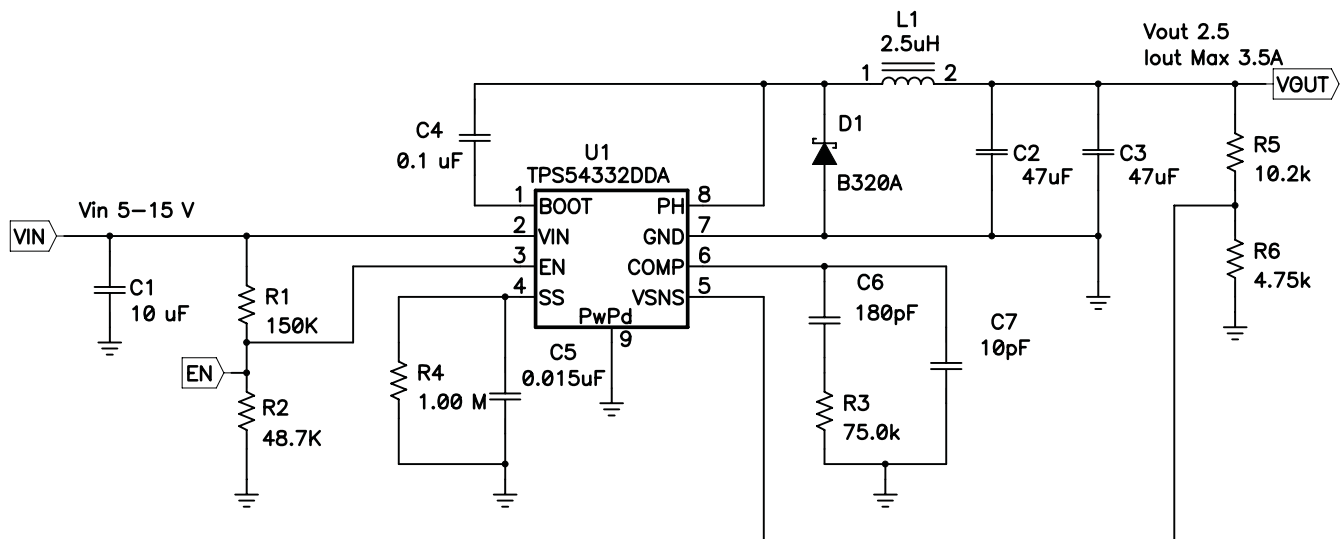 L1
2.5uH
1 2
Vout 2.5
Iout Max 3.5A
VOUT
C4
0.1 uF
D1
B320A
C2
47uF
C3
47uF
R5
10.2k
R6
4.75k
U1
TPS54332DDA
1 BOOT PH 8
2 VIN GND 7
3 EN COMP 6
4 SS VSNS 5
PwPd
9
Vin 5-15 V
VIN
C1
10 uF
R1
150K
EN
R2
48.7K
R4
1.00 M
C5
0.015uF
C6
180pF
R3
75.0k
C7
10pF